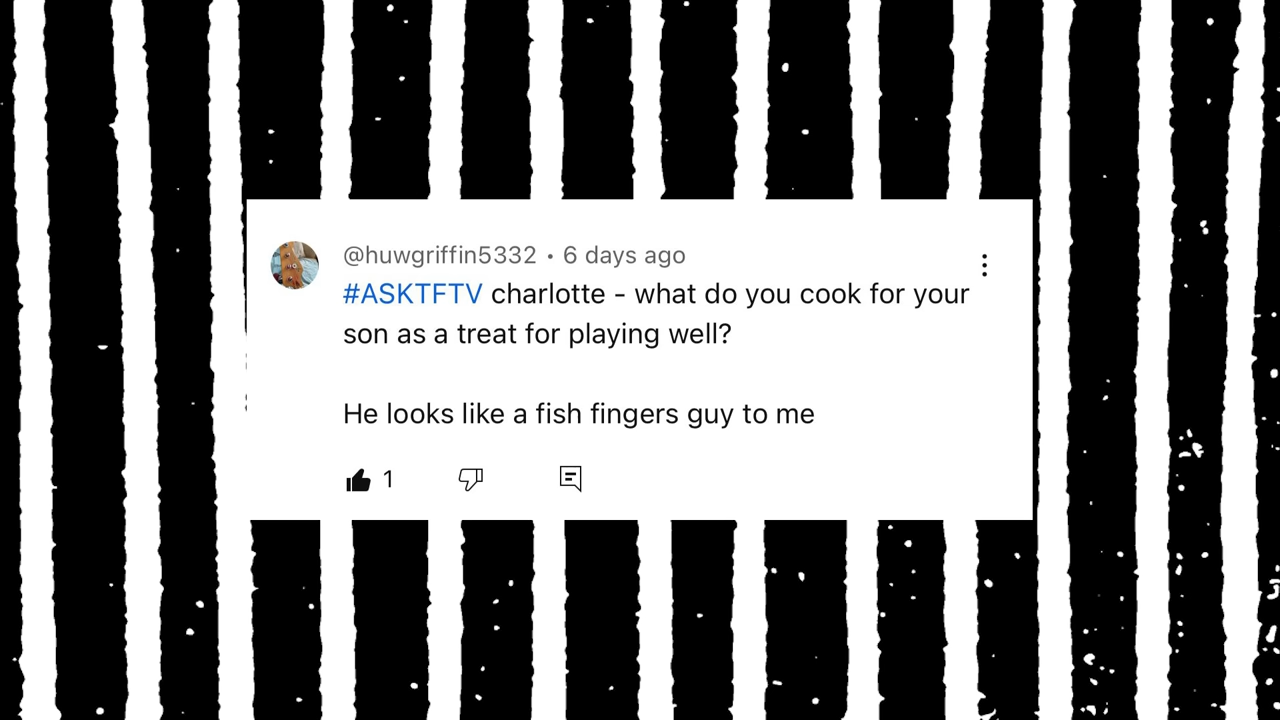 @huwgriffin5332 • 6 days ago
#ASKTFTV charlotte - what do you cook for your
son as a treat for playing well?
He looks like a fish fingers guy to me
1